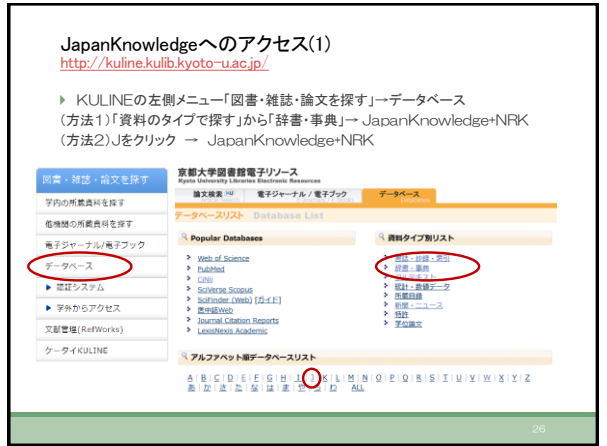 JapanKnowledgeへのアクセス(1)
http://kuline.kulib.kyoto-u.ac.jp/
KULINEの左側メニュー「図書・雑誌・論文を探す」→データベース
(方法1)「資料のタイプで探す」から「辞書・事典」→ JapanKnowledge+NRK
(方法2)Jをクリック → JapanKnowledge+NRK
図書・雑誌・論文を探す
学内の所蔵資料を探す
他機関の所蔵資料を探す
電子ジャーナル/電子ブック
データベース
認証システム
学外からアクセス
文献管理(RefWorks)
ケータイKULINE
京都大学図書館電子リソース
Kyoto University Libraries Electronic Resources
論文検索 電子ジャーナル / 電子ブック データベース
データベースリスト Database List
Popular Databases
Web of Science
PubMed
CiNii
SciVerse Scopus
SciFinder (Web) [ガイド]
医中誌Web
Journal Citation Reports
LexisNexis Academic
資料タイプ別リスト
雑誌・抄録・索引
辞書・事典
フルテキスト
統計・数値データ
所蔵目録
新聞・ニュース
特許
学位論文
アルファベット順データベースリスト
A | B | C | D | E | F | G | H | I | J | K | L | M | N | O | P | Q | R | S | T | U | V | W | X | Y | Z
あ | か | さ | た | な | は | ま | や | ら | わ ALL
26